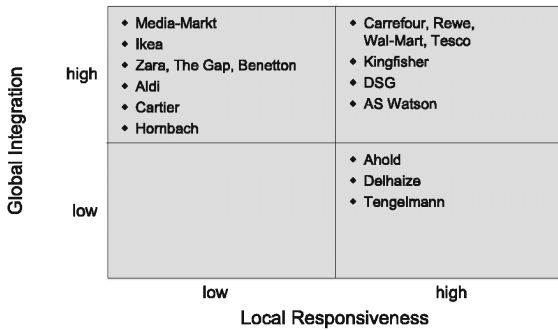 Global Integration
high
low
◆ Media-Markt
◆ Ikea
◆ Zara, The Gap, Benetton
◆ Aldi
◆ Cartier
◆ Hornbach
◆ Carrefour, Rewe,
Wal-Mart, Tesco
◆ Kingfisher
◆ DSG
◆ AS Watson
◆ Ahold
◆ Delhaize
◆ Tengelmann
low
high
Local Responsiveness